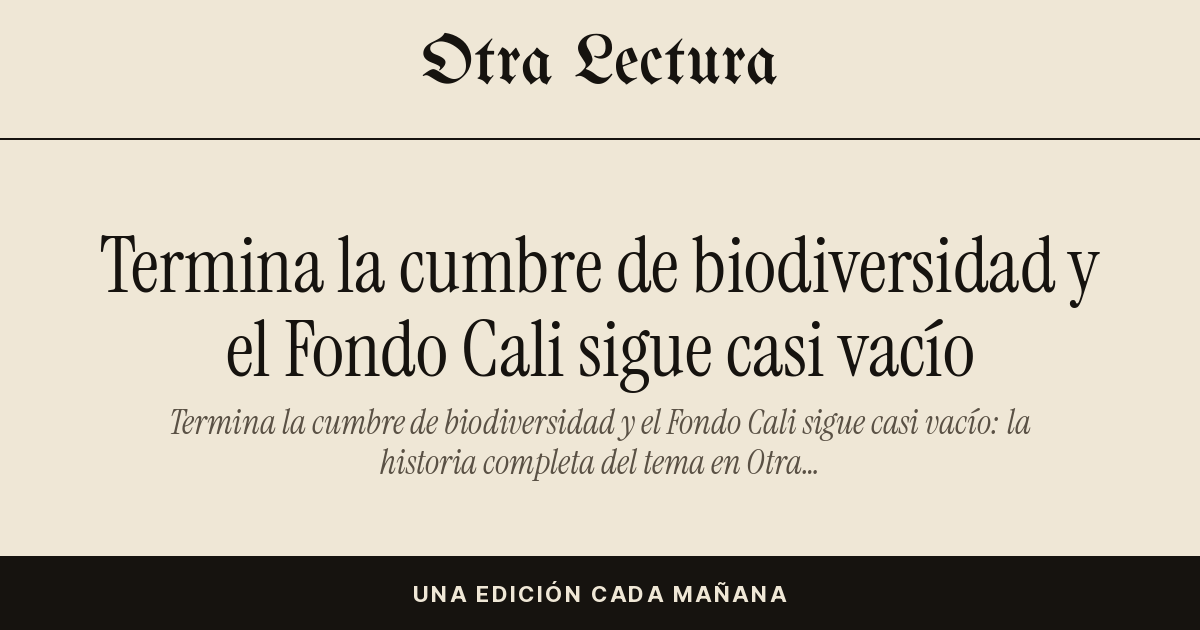 Otra Lectura
Termina la cumbre de biodiversidad y
el Fondo Cali sigue casi vacío
Termina la cumbre de biodiversidad y el Fondo Cali sigue casi vacío: la
historia completa del tema en Otra...
UNA EDICIÓN CADA MAÑANA